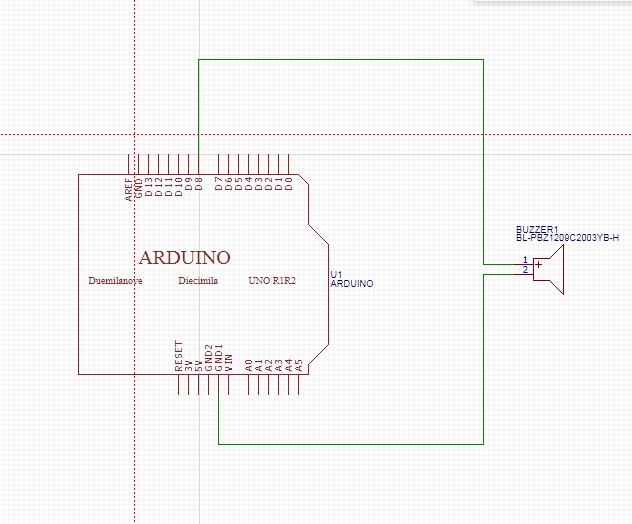 AREF
GND
D13
D12
D11
D10
D9
D8
D7
D6
D5
D4
D3
D2
D1
D0
ARDUINO
Duemilanove Diecimila UNO R1R2
U1
ARDUINO
BUZZER1
BL-PBZ1209C2003YB-H
1
+
2
RESET
3V
5V
GND2
GND1
VIN
A0
A1
A2
A3
A4
A5